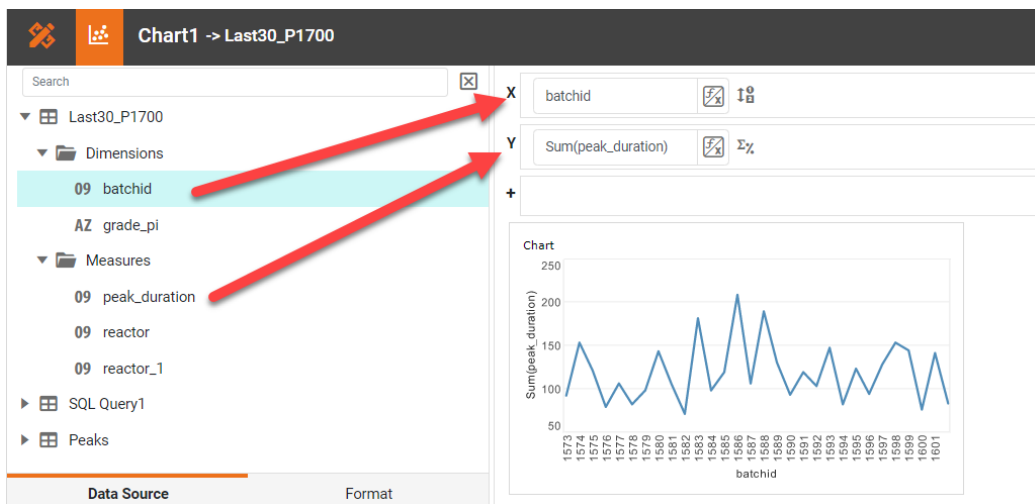 Chart1 -> Last30_P1700
Search
Last30_P1700
Dimensions
09 batchid
AZ grade_pi
Measures
09 peak_duration
09 reactor
09 reactor_1
SQL Query1
Peaks
Data Source Format
X batchid
Y Sum(peak_duration)
+
Chart
Sum(peak_duration)
250
200
150
100
50
1573 1574 1575 1576 1577 1578 1579 1580 1581 1582 1583 1584 1585 1586 1587 1588 1589 1590 1591 1592 1593 1594 1595 1596 1597 1598 1599 1600 1601
batchid